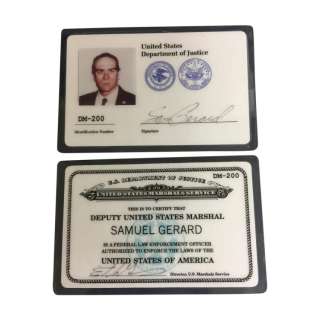 United States
Department of Justice
DM-200
Identification Number
Signature
U.S. DEPARTMENT OF JUSTICE
DM-200
UNITED STATES MARSHALS SERVICE
THIS IS TO CERTIFY THAT
DEPUTY UNITED STATES MARSHAL
SAMUEL GERARD
IS A FEDERAL LAW ENFORCEMENT OFFICER
AUTHORIZED TO ENFORCE THE LAWS OF THE
UNITED STATES OF AMERICA
Director, U.S. Marshals Service